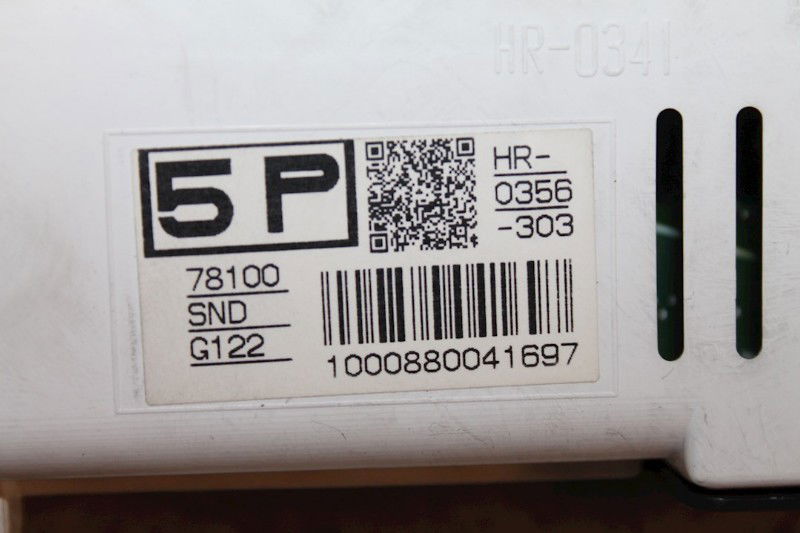 HR-0341
5P
HR-
0356
-303
78100
SND
G122
1000880041697